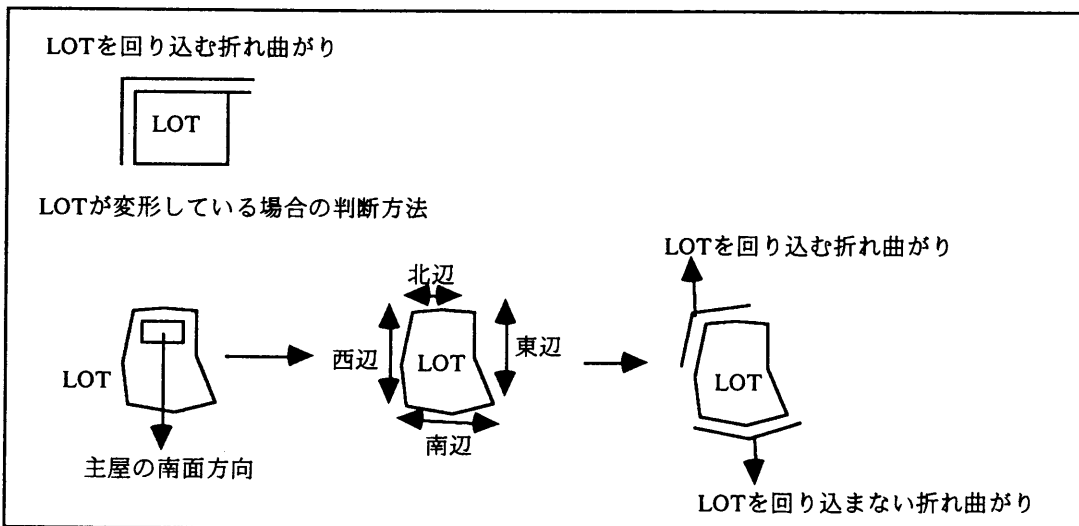 LOTを回り込む折れ曲がり
LOT
LOTが変形している場合の判断方法
LOTを回り込む折れ曲がり
北辺
西辺
LOT
東辺
LOT
LOT
南辺
主屋の南面方向
LOTを回り込まない折れ曲がり